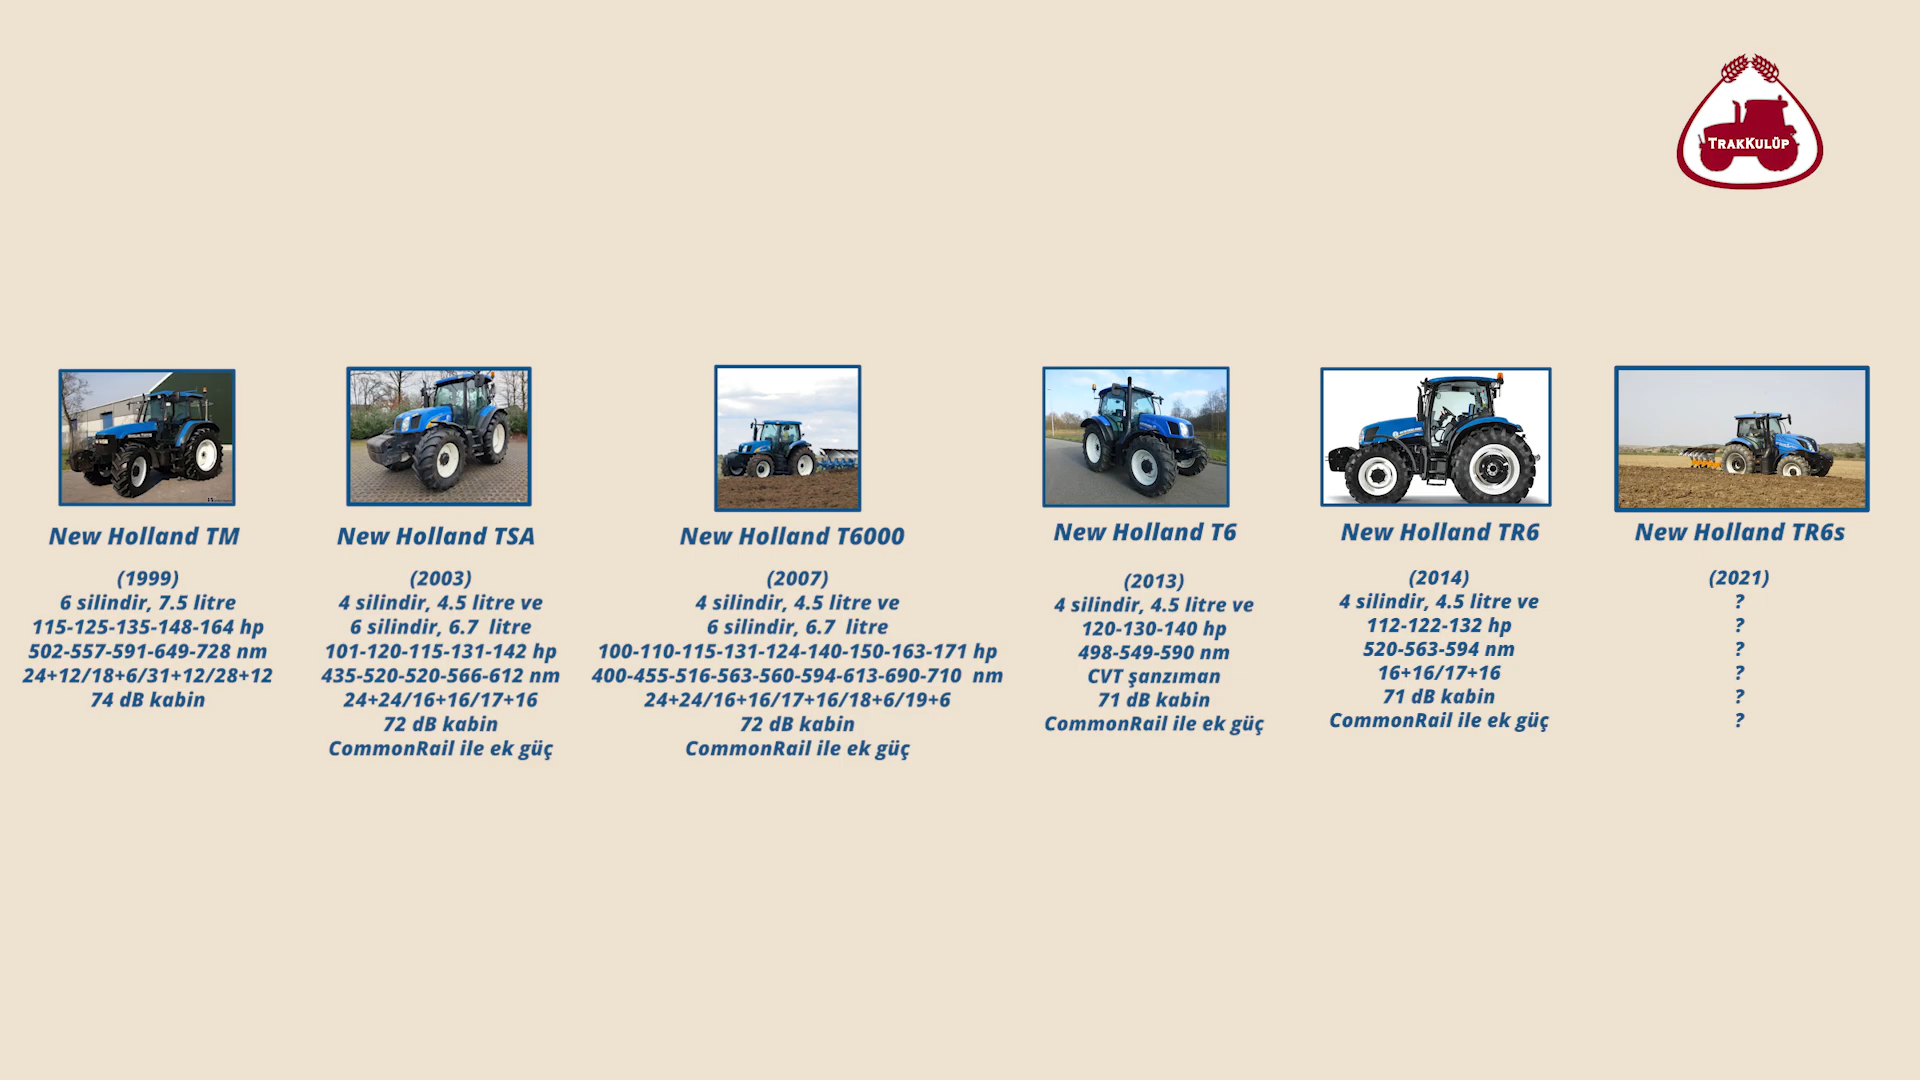 TRAKKULÜP
New Holland TM
(1999)
6 silindir, 7.5 litre
115-125-135-148-164 hp
502-557-591-649-728 nm
24+12/18+6/31+12/28+12
74 dB kabin
New Holland TSA
(2003)
4 silindir, 4.5 litre ve
6 silindir, 6.7 litre
101-120-115-131-142 hp
435-520-520-566-612 nm
24+24/16+16/17+16
72 dB kabin
CommonRail ile ek güç
New Holland T6000
(2007)
4 silindir, 4.5 litre ve
6 silindir, 6.7 litre
100-110-115-131-124-140-150-163-171 hp
400-455-516-563-560-594-613-690-710 nm
24+24/16+16/17+16/18+6/19+6
72 dB kabin
CommonRail ile ek güç
New Holland T6
(2013)
4 silindir, 4.5 litre ve
120-130-140 hp
498-549-590 nm
CVT şanzıman
71 dB kabin
CommonRail ile ek güç
New Holland TR6
(2014)
4 silindir, 4.5 litre ve
112-122-132 hp
520-563-594 nm
16+16/17+16
71 dB kabin
CommonRail ile ek güç
New Holland TR6s
(2021)
?
?
?
?
?
?